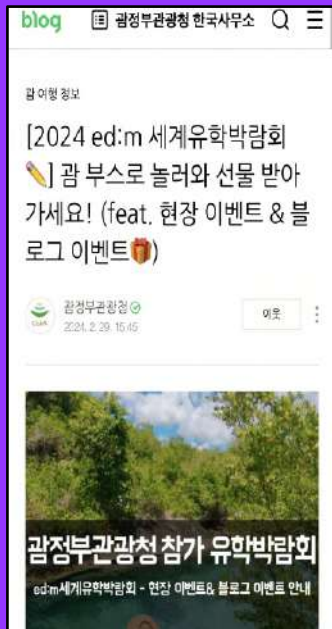 blog 괌정부관광청 한국사무소
괌 여행 정보
[2024 ed:m 세계유학박람회
✏️] 괌 부스로 놀러와 선물 받아
가세요! (feat. 현장 이벤트 & 블
로그 이벤트🎁)
괌정부관광청
2024. 2. 29. 15:45
이웃
GUAM
괌정부관광청 참가 유학박람회
ed:m세계유학박람회 - 현장 이벤트& 블로그 이벤트 안내